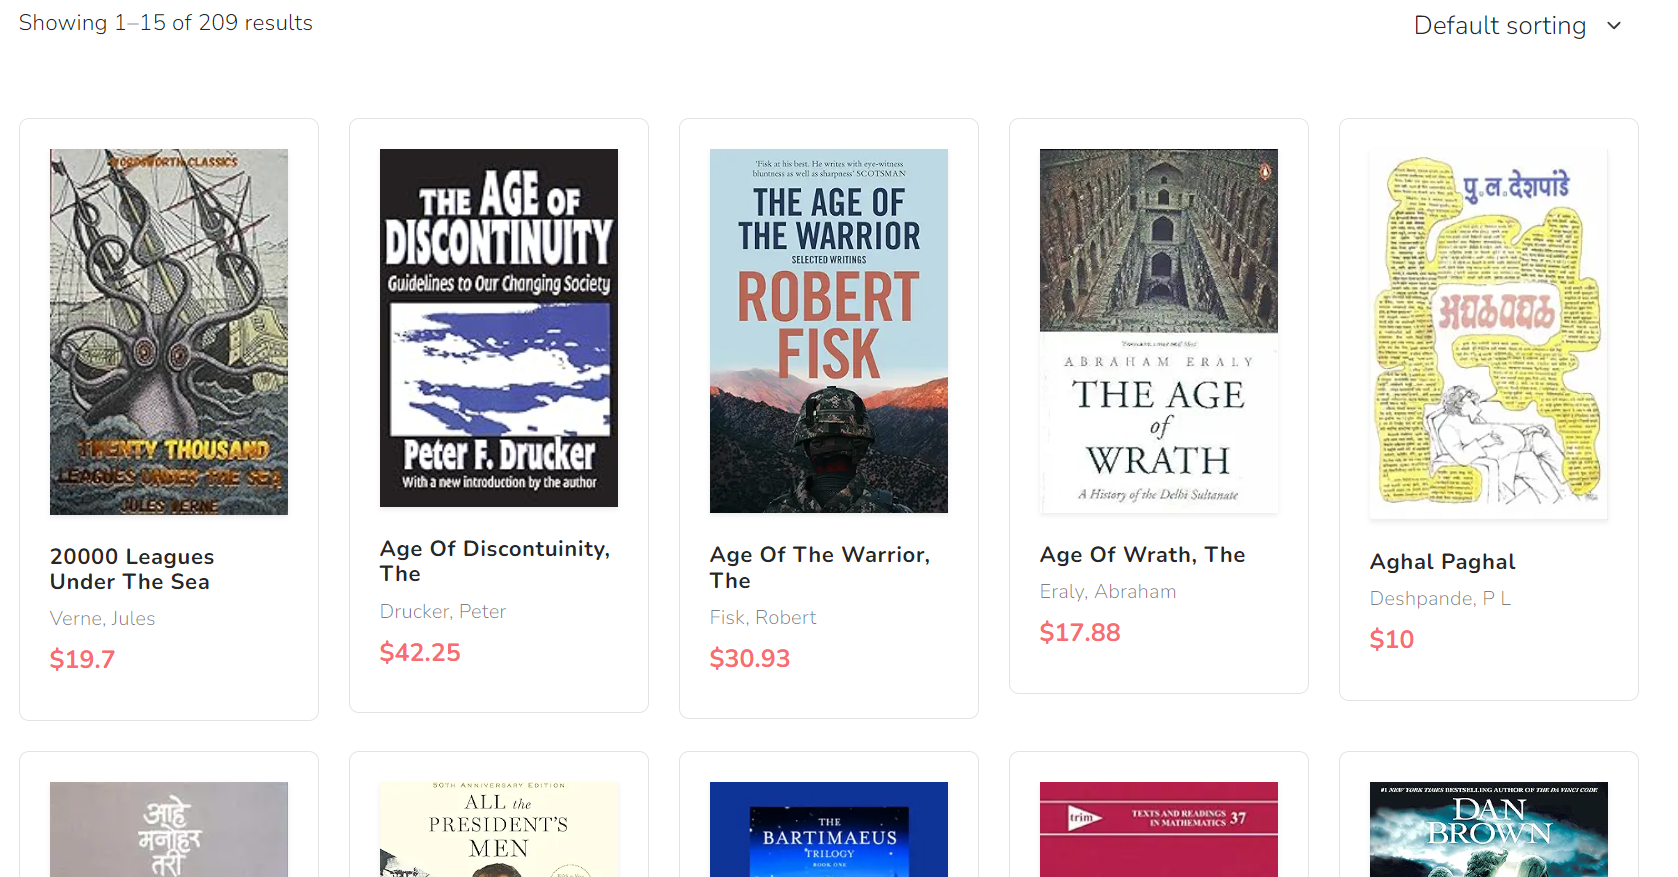 Showing 1–15 of 209 results
Default sorting
WORDSWORTH CLASSICS
TWENTY THOUSAND
LEAGUES UNDER THE SEA
JULES VERNE
20000 Leagues
Under The Sea
Verne, Jules
$19.7
THE AGE OF
DISCONTINUITY
Guidelines to Our Changing Society
Peter F. Drucker
With a new introduction by the author
Age Of Discontuinity,
The
Drucker, Peter
$42.25
'Fisk at his best. He writes with eye-witness
bluntness as well as sharpness' SCOTSMAN
THE AGE OF
THE WARRIOR
SELECTED WRITINGS
ROBERT
FISK
Age Of The Warrior,
The
Fisk, Robert
$30.93
ABRAHAM ERALY
THE AGE
of
WRATH
A History of the Delhi Sultanate
Age Of Wrath, The
Eraly, Abraham
$17.88
पु.ल.देशपांडे
अघळपघळ
Aghal Paghal
Deshpande, P L
$10
आहे
मनोहर
तरी
50TH ANNIVERSARY EDITION
ALL the
PRESIDENT'S
MEN
THE
BARTIMAEUS
TRILOGY
BOOK ONE
trim
TEXTS AND READINGS
IN MATHEMATICS 37
#1 NEW YORK TIMES BESTSELLING AUTHOR OF THE DA VINCI CODE
DAN
BROWN